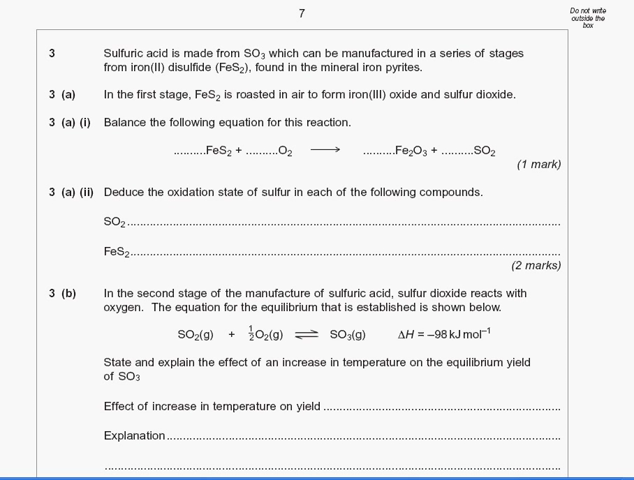 7
Do not write
outside the
box
3 Sulfuric acid is made from SO₃ which can be manufactured in a series of stages
from iron(II) disulfide (FeS₂), found in the mineral iron pyrites.
3 (a) In the first stage, FeS₂ is roasted in air to form iron(III) oxide and sulfur dioxide.
3 (a) (i) Balance the following equation for this reaction.
..........FeS₂ + ..........O₂ ⟶ ..........Fe₂O₃ + ..........SO₂
(1 mark)
3 (a) (ii) Deduce the oxidation state of sulfur in each of the following compounds.
SO₂..........
FeS₂..........
(2 marks)
3 (b) In the second stage of the manufacture of sulfuric acid, sulfur dioxide reacts with
oxygen. The equation for the equilibrium that is established is shown below.
SO₂(g) + ½O₂(g) ⇌ SO₃(g) ΔH = –98 kJ mol⁻¹
State and explain the effect of an increase in temperature on the equilibrium yield
of SO₃
Effect of increase in temperature on yield ..........
Explanation..........